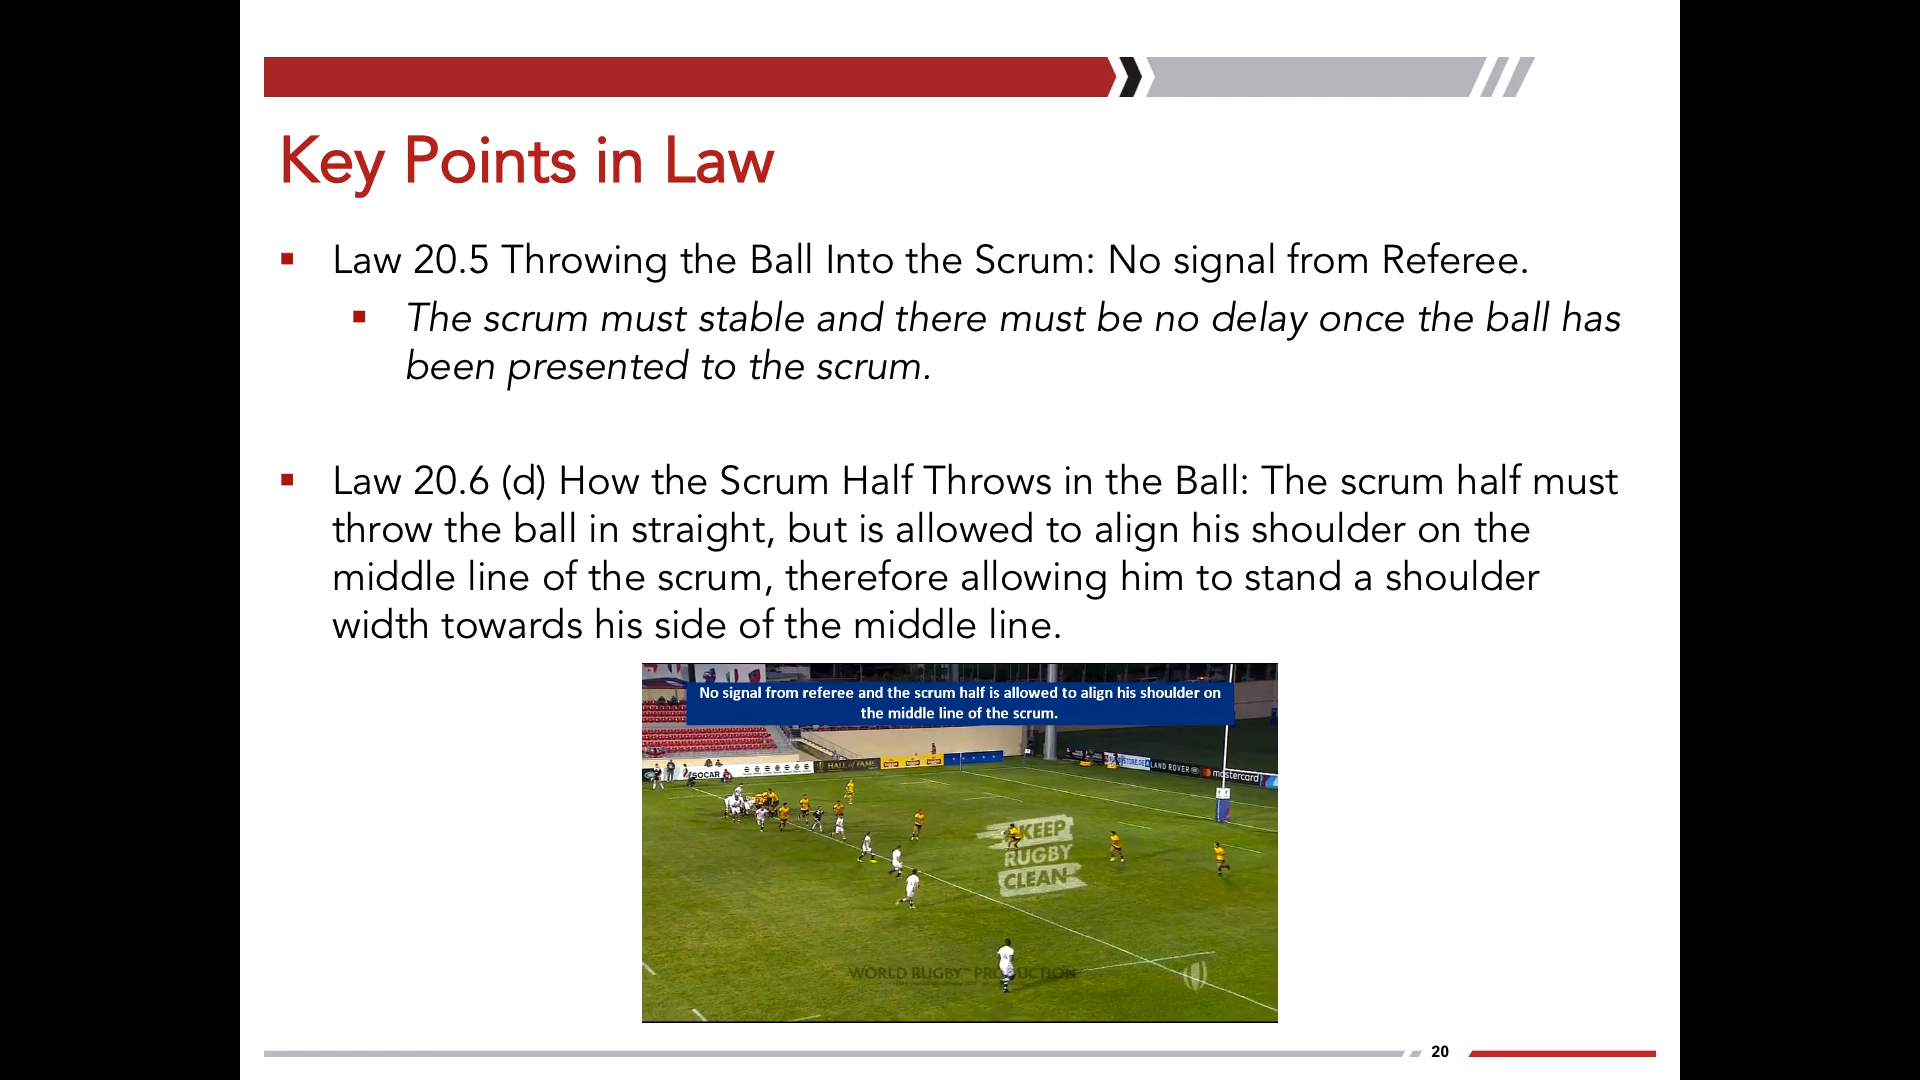 Key Points in Law
Law 20.5 Throwing the Ball Into the Scrum: No signal from Referee.
The scrum must stable and there must be no delay once the ball has
been presented to the scrum.
Law 20.6 (d) How the Scrum Half Throws in the Ball: The scrum half must
throw the ball in straight, but is allowed to align his shoulder on the
middle line of the scrum, therefore allowing him to stand a shoulder
width towards his side of the middle line.
No signal from referee and the scrum half is allowed to align his shoulder on
the middle line of the scrum.
SOCAR
HALL of FAME
LAND ROVER
mastercard
KEEP
RUGBY
CLEAN
WORLD RUGBY™ PRODUCTION
20